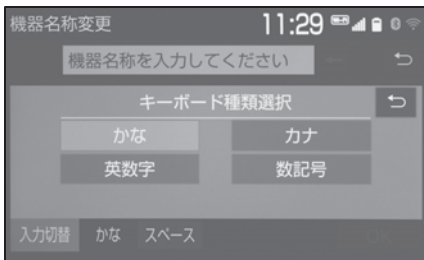 機器名称変更 11:29
機器名称を入力してください ←
キーボード種類選択
かな カナ
英数字 数記号
入力切替 かな スペース OK